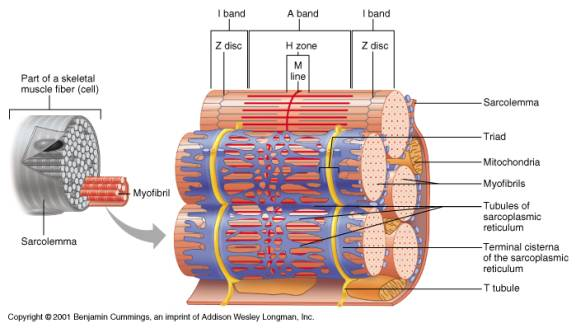 I band
A band
I band
Z disc
H zone
Z disc
M
line
Part of a skeletal
muscle fiber (cell)
Sarcolemma
Triad
Mitochondria
Myofibrils
Myofibril
Tubules of
sarcoplasmic
reticulum
Sarcolemma
Terminal cisterna
of the sarcoplasmic
reticulum
T tubule
Copyright © 2001 Benjamin Cummings, an imprint of Addison Wesley Longman, Inc.